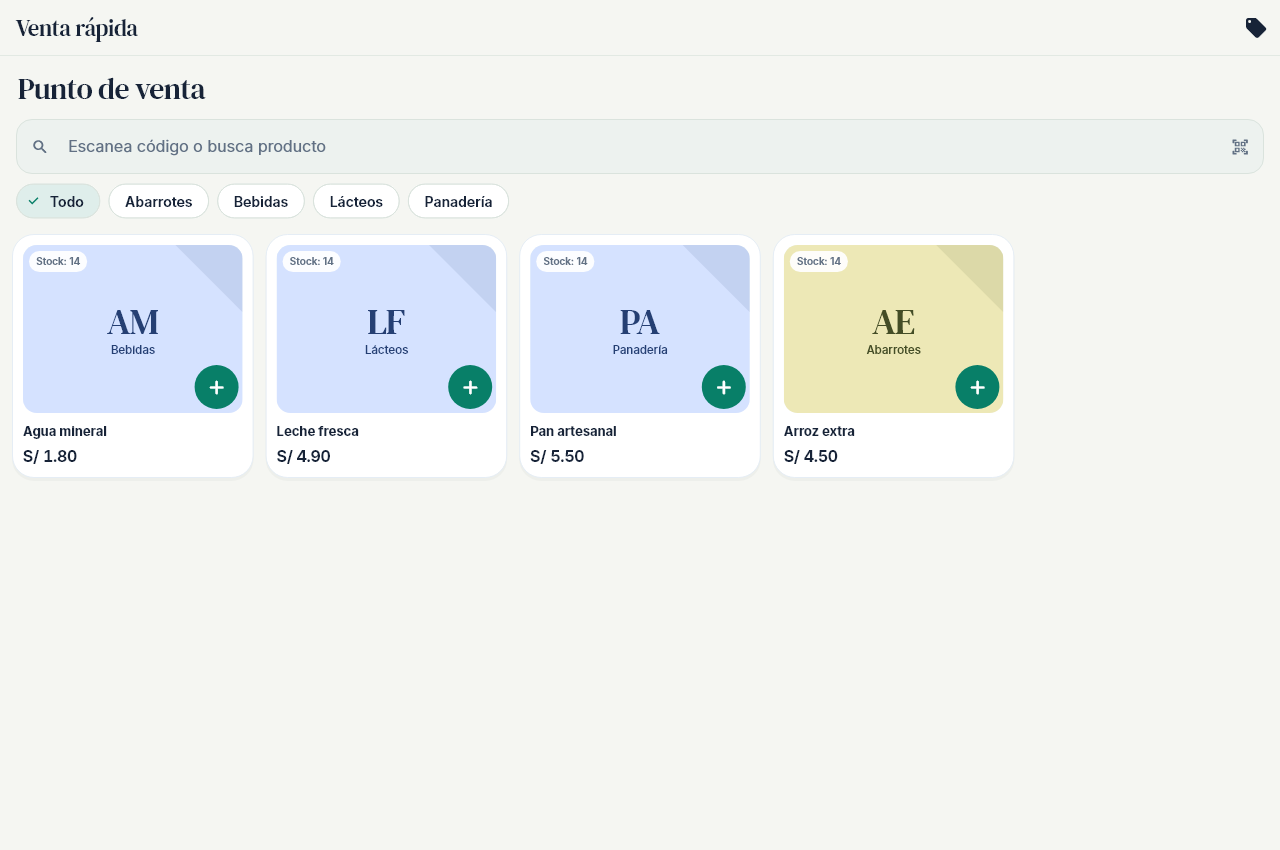 Venta rápida
Punto de venta
Escanea código o busca producto
Todo Abarrotes Bebidas Lácteos Panadería
Stock: 14
AM
Bebidas
Agua mineral
S/ 1.80
Stock: 14
LF
Lácteos
Leche fresca
S/ 4.90
Stock: 14
PA
Panadería
Pan artesanal
S/ 5.50
Stock: 14
AE
Abarrotes
Arroz extra
S/ 4.50